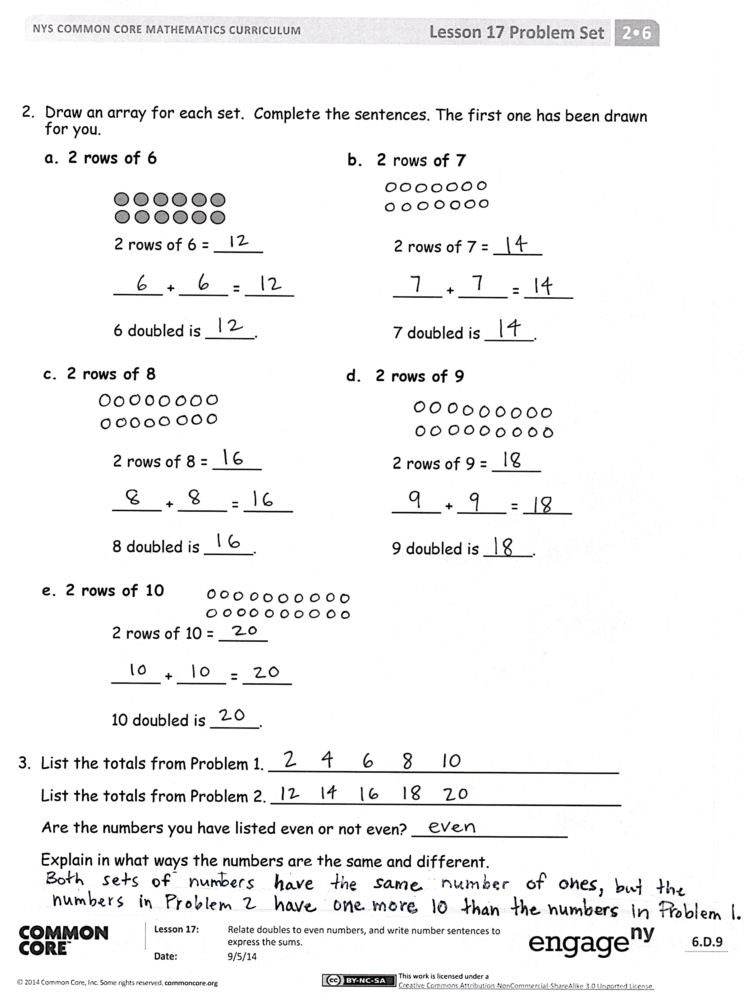 NYS COMMON CORE MATHEMATICS CURRICULUM Lesson 17 Problem Set 2•6
2. Draw an array for each set. Complete the sentences. The first one has been drawn
for you.
a. 2 rows of 6
2 rows of 6 = 12
6 + 6 = 12
6 doubled is 12.
b. 2 rows of 7
2 rows of 7 = 14
7 + 7 = 14
7 doubled is 14.
c. 2 rows of 8
2 rows of 8 = 16
8 + 8 = 16
8 doubled is 16.
d. 2 rows of 9
2 rows of 9 = 18
9 + 9 = 18
9 doubled is 18.
e. 2 rows of 10
2 rows of 10 = 20
10 + 10 = 20
10 doubled is 20.
3. List the totals from Problem 1. 2 4 6 8 10
List the totals from Problem 2. 12 14 16 18 20
Are the numbers you have listed even or not even? even
Explain in what ways the numbers are the same and different.
Both sets of numbers have the same number of ones, but the
numbers in Problem 2 have one more 10 than the numbers in Problem 1.
COMMON
CORE™
Lesson 17: Relate doubles to even numbers, and write number sentences to
express the sums.
Date: 9/5/14
engage ny
6.D.9
© 2014 Common Core, Inc. Some rights reserved. commoncore.org
cc BY-NC-SA
This work is licensed under a
Creative Commons Attribution-NonCommercial-ShareAlike 3.0 Unported License.